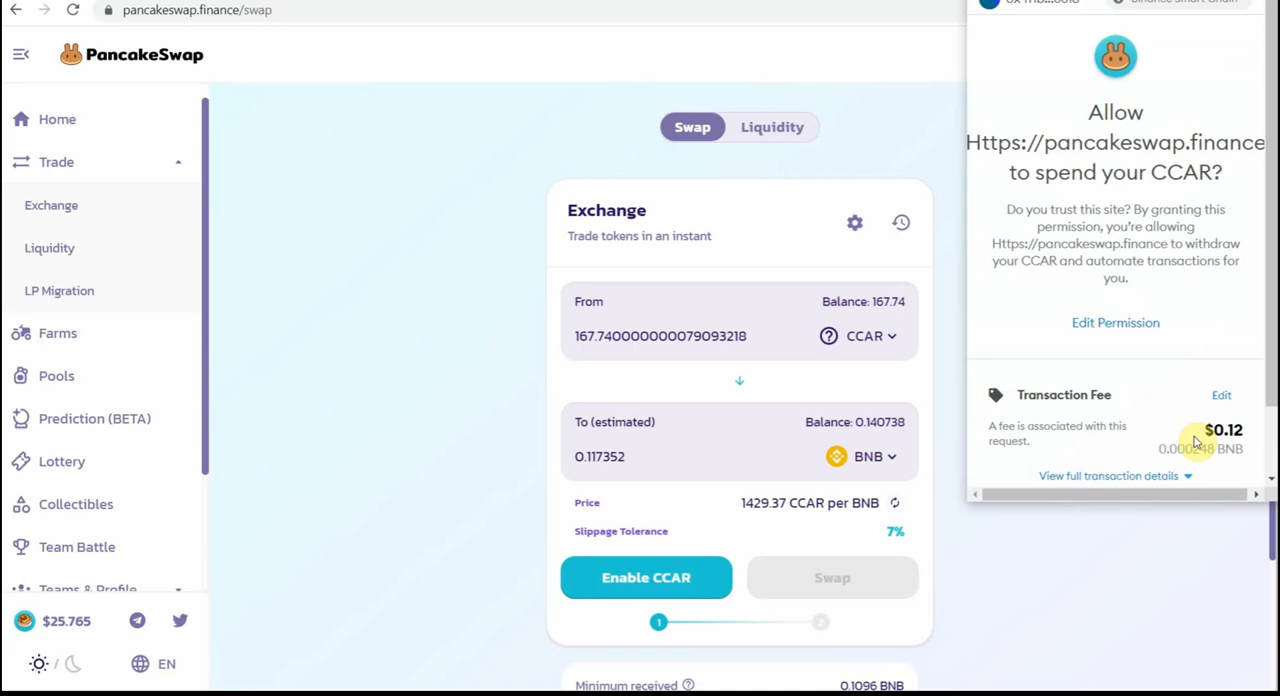 pancakeswap.finance/swap
PancakeSwap
Home
Trade
Exchange
Liquidity
LP Migration
Farms
Pools
Prediction (BETA)
Lottery
Collectibles
Team Battle
Teams & Profile
$25.765
EN
Swap
Liquidity
Exchange
Trade tokens in an instant
From
Balance: 167.74
167.740000000079093218
CCAR
To (estimated)
Balance: 0.140738
0.117352
BNB
Price
1429.37 CCAR per BNB
Slippage Tolerance
7%
Enable CCAR
Swap
1
2
Minimum received
0.1096 BNB
Binance Smart Chain
Allow
Https://pancakeswap.finance
to spend your CCAR?
Do you trust this site? By granting this
permission, you're allowing
Https://pancakeswap.finance to withdraw
your CCAR and automate transactions for
you.
Edit Permission
Transaction Fee
Edit
A fee is associated with this
request.
$0.12
0.000248 BNB
View full transaction details